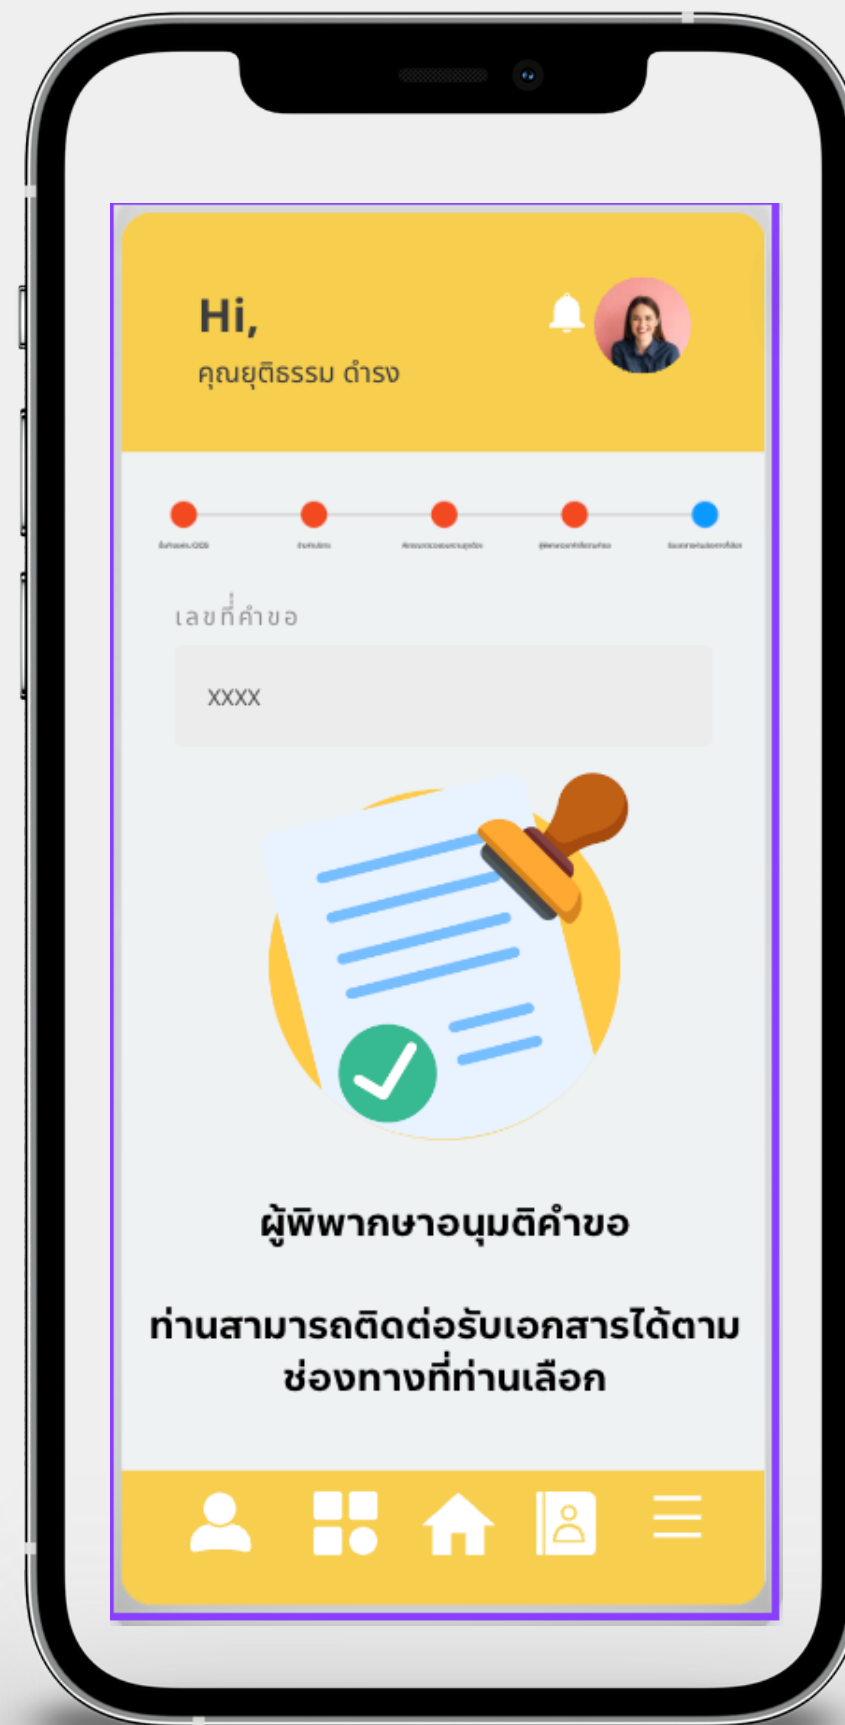 Hi,
คุณยุติธรรม ดำรง
เลขที่คำขอ
xxxx
ผู้พิพากษาอนุมติคำขอ
ท่านสามารถติดต่อรับเอกสารได้ตาม
ช่องทางที่ท่านเลือก